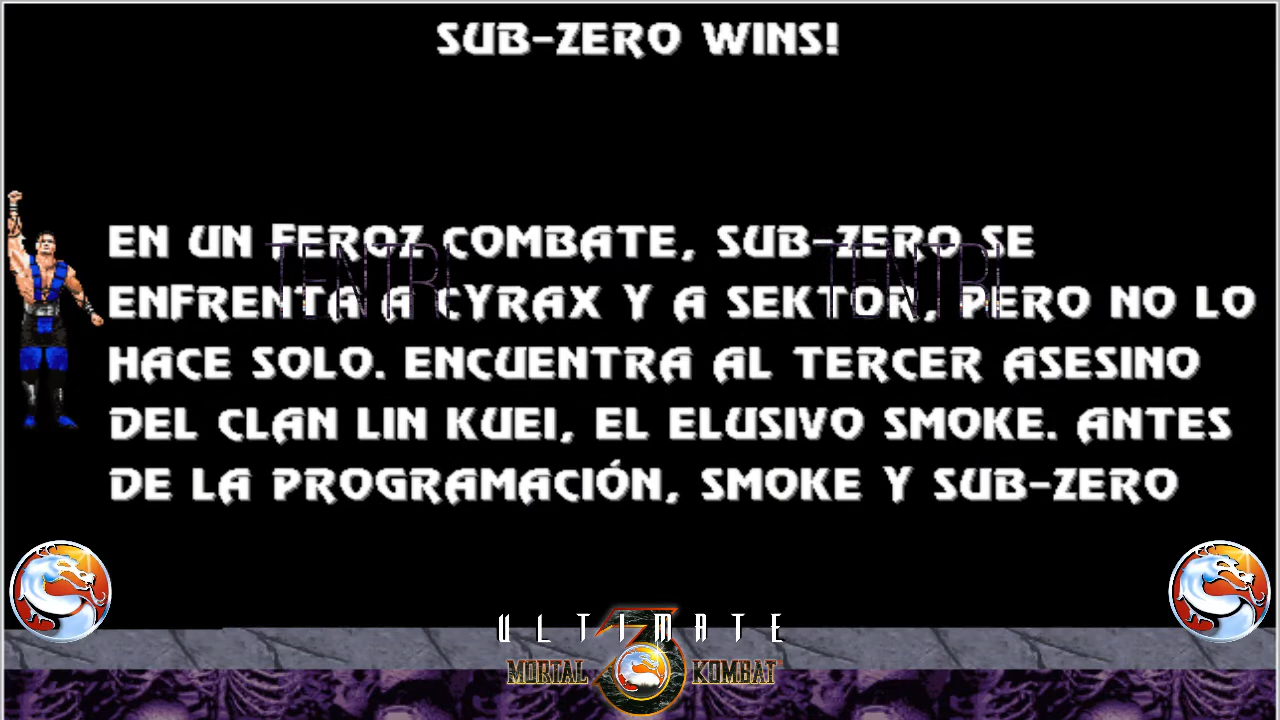 SUB-ZERO WINS!
EN UN FEROZ COMBATE, SUB-ZERO SE
ENFRENTA A CYRAX Y A SEKTOR, PERO NO LO
HACE SOLO. ENCUENTRA AL TERCER ASESINO
DEL CLAN LIN KUEI, EL ELUSIVO SMOKE. ANTES
DE LA PROGRAMACIÓN, SMOKE Y SUB-ZERO
ULTIMATE
MORTAL 3 KOMBAT